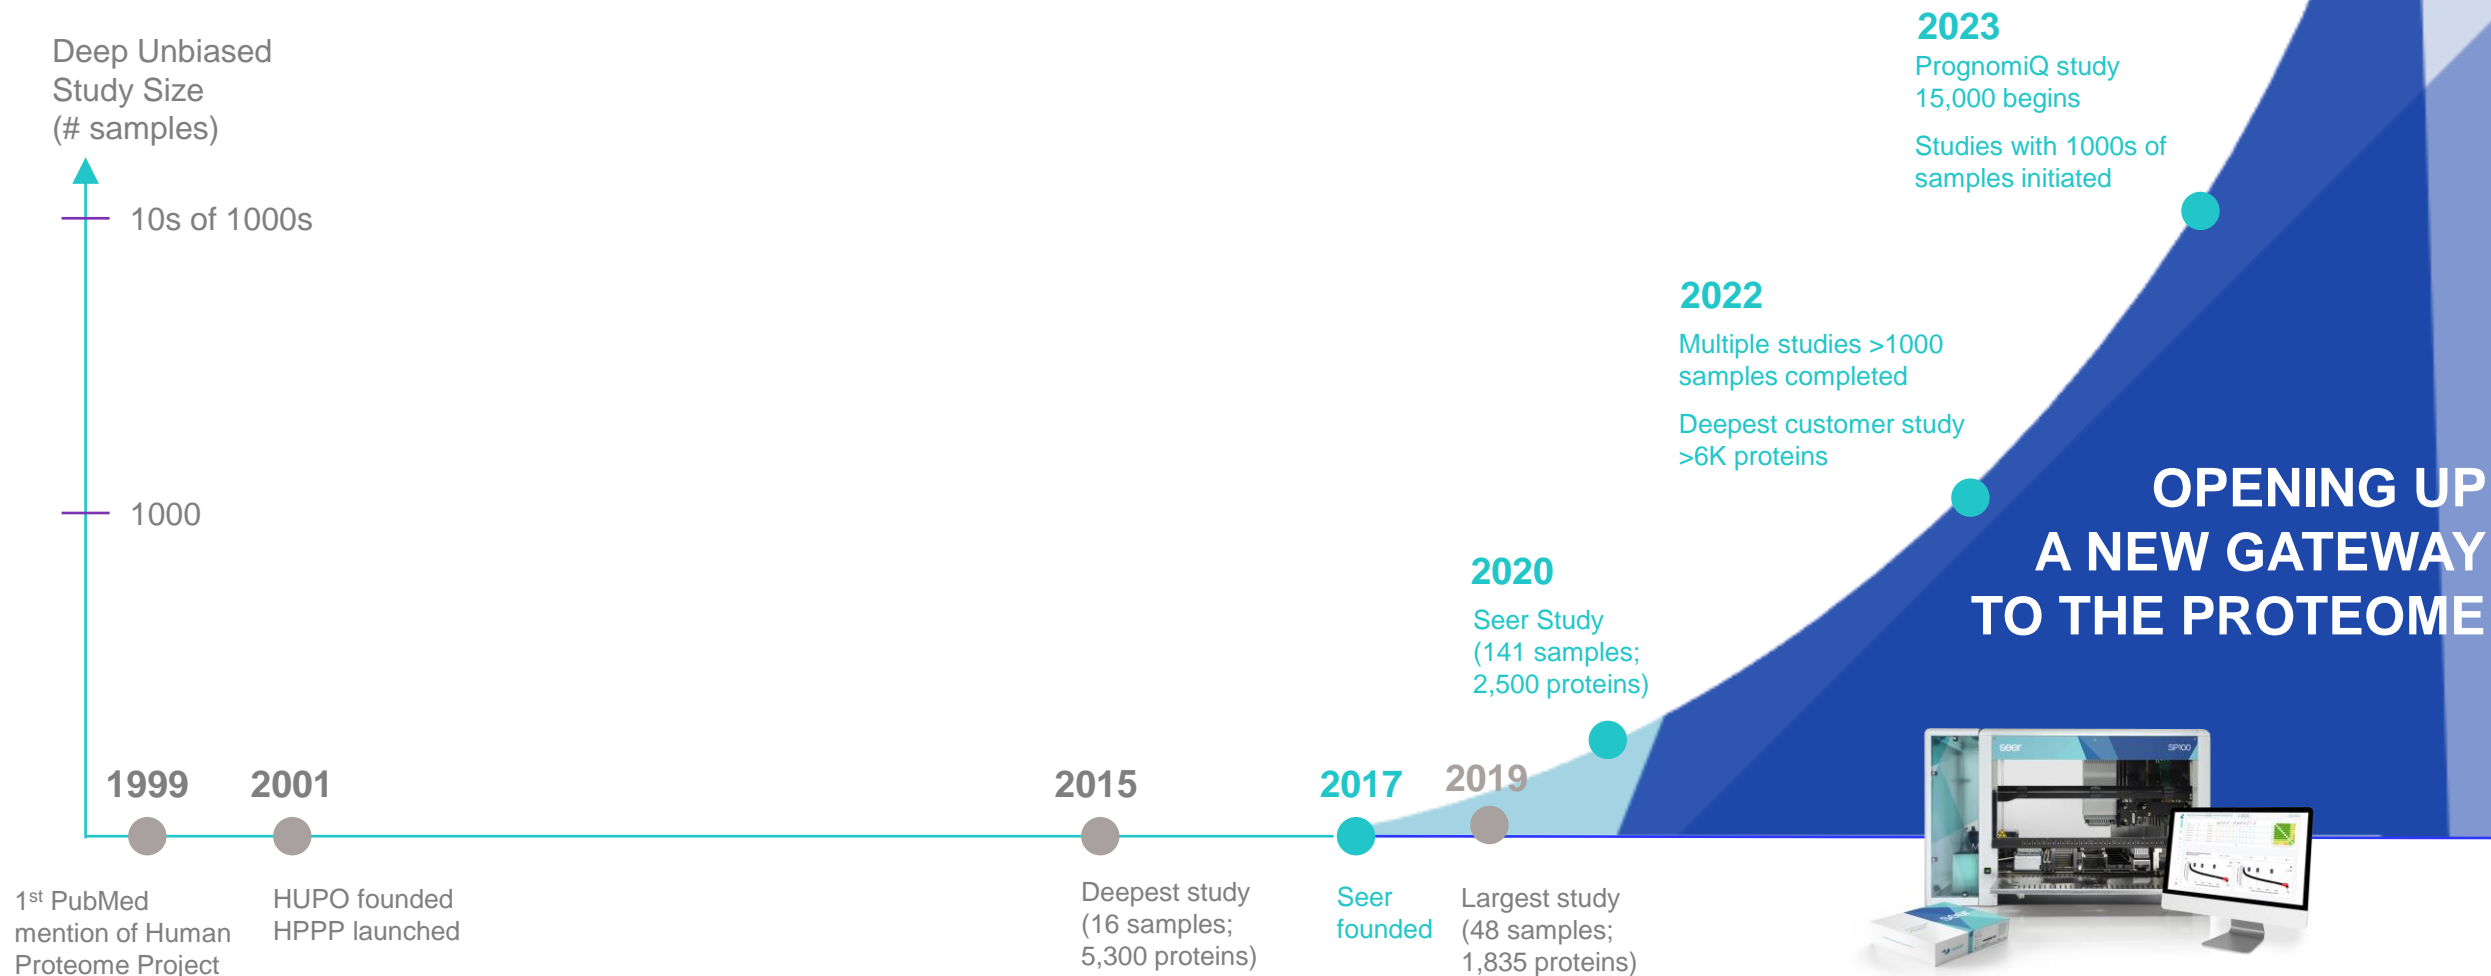 Deep Unbiased
Study Size
(# samples)
10s of 1000s
1000
1999
1st PubMed
mention of Human
Proteome Project
2001
HUPO founded
HPPP launched
2015
Deepest study
(16 samples;
5,300 proteins)
2017
Seer
founded
2019
Largest study
(48 samples;
1,835 proteins)
2020
Seer Study
(141 samples;
2,500 proteins)
2022
Multiple studies >1000
samples completed
Deepest customer study
>6K proteins
2023
PrognomiQ study
15,000 begins
Studies with 1000s of
samples initiated
OPENING UP
A NEW GATEWAY
TO THE PROTEOME
seer
SP100
seer